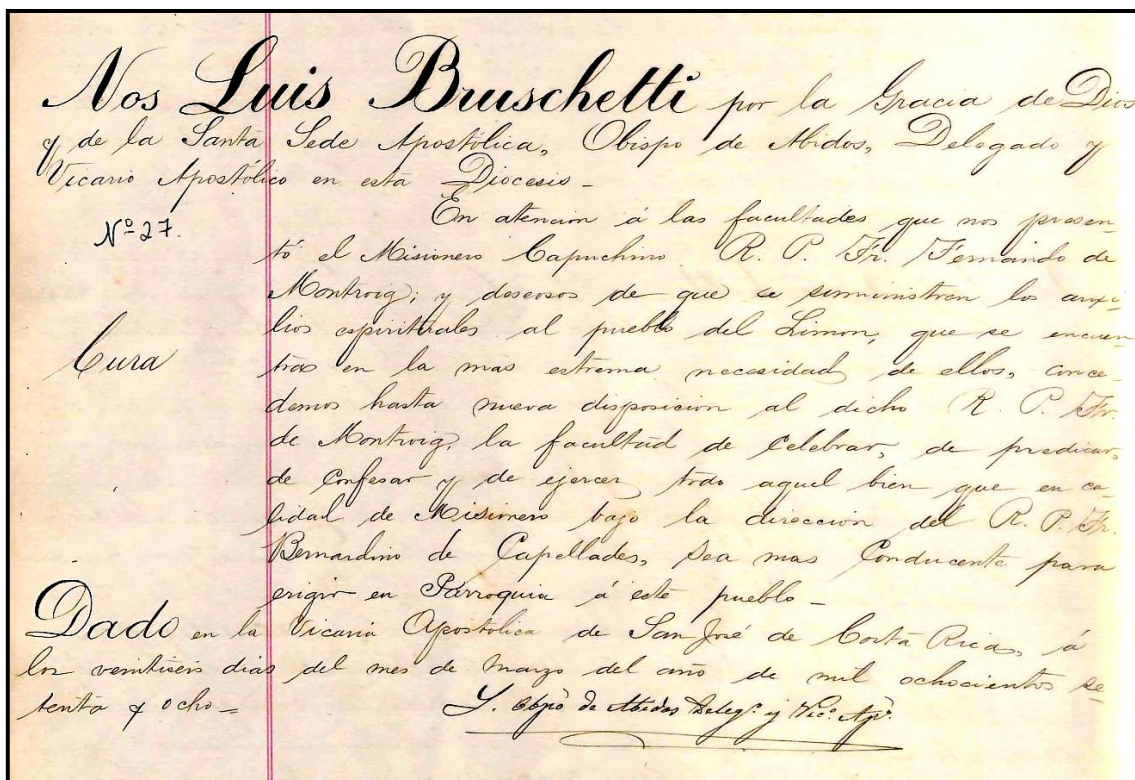 Nos Luis Bruschetti por la Gracia de Dios
y de la Santa Sede Apostólica, Obispo de Abidos, Delegado y
Vicario Apostólico en esta Diocesis -
En atencion á las facultades que nos presen-
Nº 27.
tó el Misionero Capuchino R. P. Fr. Fernando de
Montroig; y deseosos de que se suministren los auxi-
lios espirituales al pueblo del Limon, que se encuen-
Cura
tra en la mas estrema necesidad de ellos, conce-
demos hasta nueva disposicion al dicho R. P. Fr.
de Montroig, la facultad de celebrar, de predicar,
de confesar y de ejercer todo aquel bien que en ca-
lidad de Misionero bajo la dirección del R. P. Fr.
Bernardino de Capellades, sea mas conducente para
erigir en Parroquia á este pueblo -
Dado en la Vicaria Apostólica de San José de Costa Rica, á
los veintiseis dias del mes de Marzo del año de mil ochocientos se
tenta y ocho =
L. Obpo de Abidos Deleg.º y Vic.º Ap.º